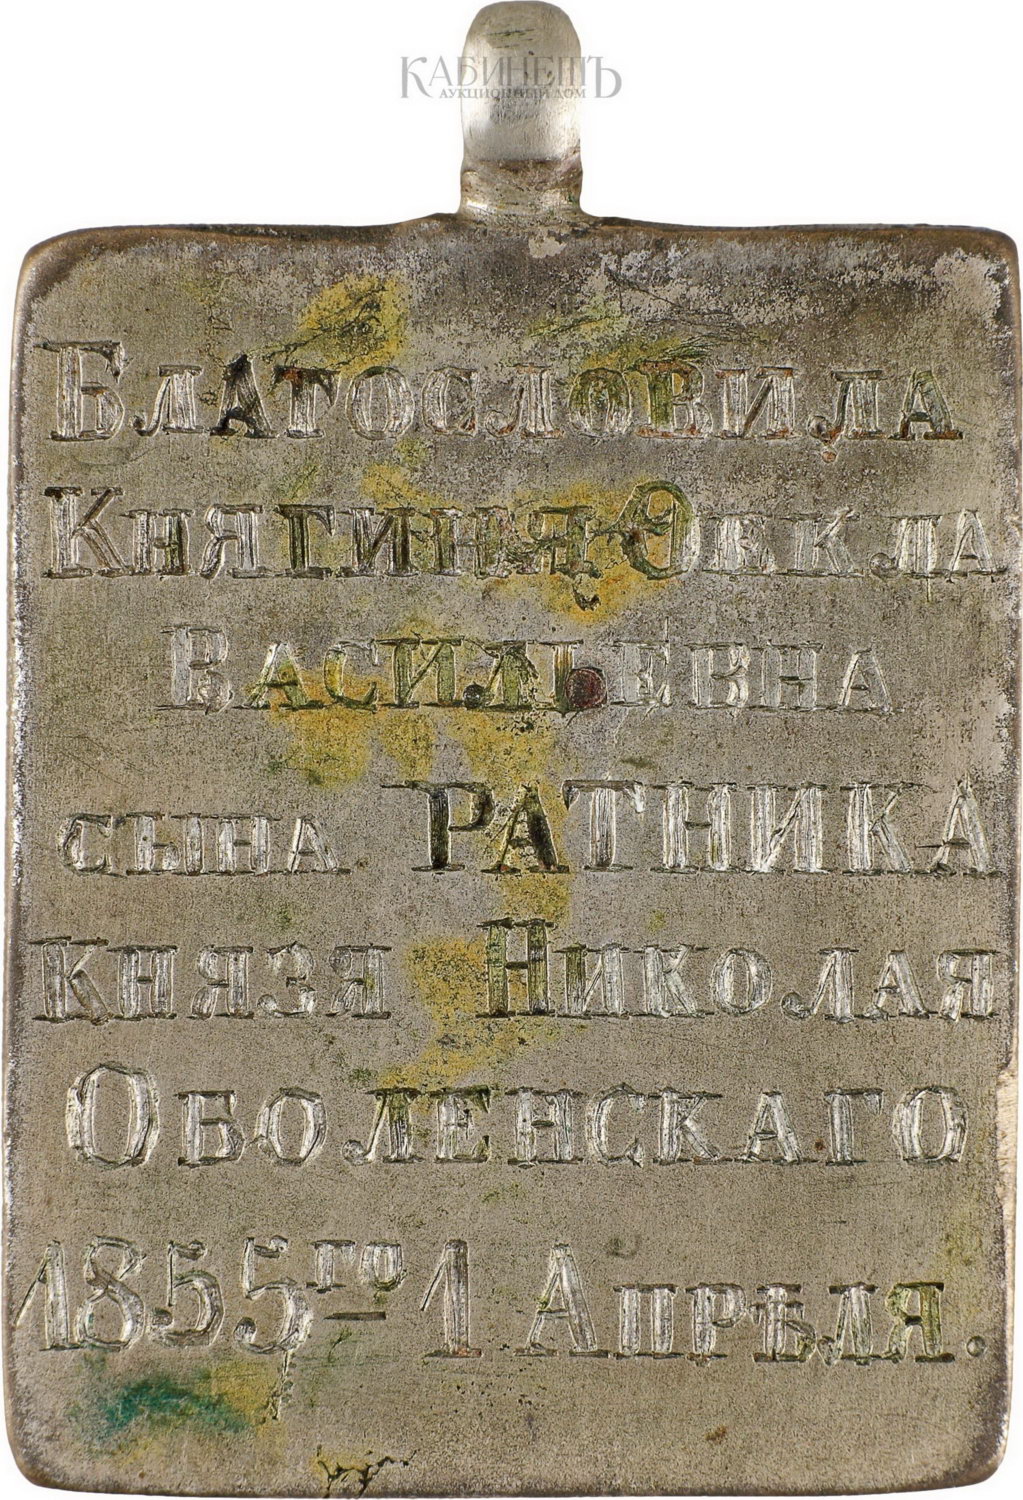 КАБИНЕТЪ
АУКЦИОННЫЙ ДОМ
БЛАГОСЛОВИЛА
КНЯГИНЯ ѲЕКЛА
ВАСИЛЬЕВНА
СЫНА РАТНИКА
КНЯЗЯ НИКОЛАЯ
ОБОЛЕНСКАГО
1855го 1 АПРѢЛЯ.